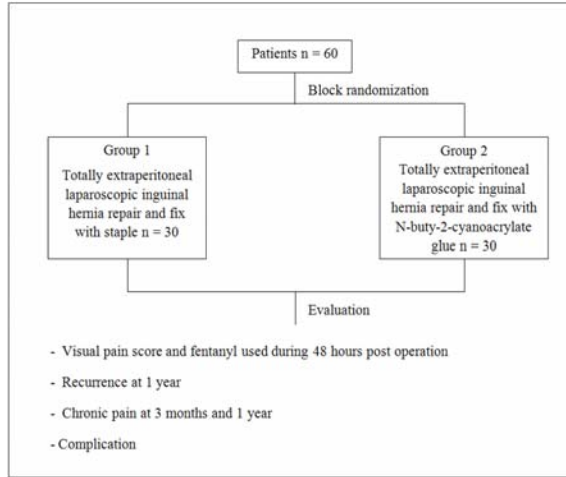 Patients n = 60
Block randomization
Group 1
Totally extraperitoneal
laparoscopic inguinal
hernia repair and fix
with staple n = 30
Group 2
Totally extraperitoneal
laparoscopic inguinal
hernia repair and fix with
N-buty-2-cyanoacrylate
glue n = 30
Evaluation
- Visual pain score and fentanyl used during 48 hours post operation
- Recurrence at 1 year
- Chronic pain at 3 months and 1 year
- Complication